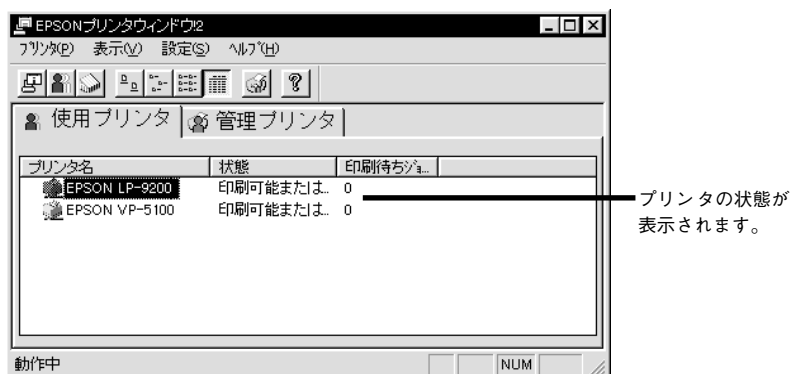 EPSONプリンタウィンドウ!2
プリンタ(P) 表示(V) 設定(S) ヘルプ(H)
使用プリンタ 管理プリンタ
プリンタ名 状態 印刷待ちジョ...
EPSON LP-9200 印刷可能または... 0
EPSON VP-5100 印刷可能または... 0
プリンタの状態が
表示されます。
動作中 NUM